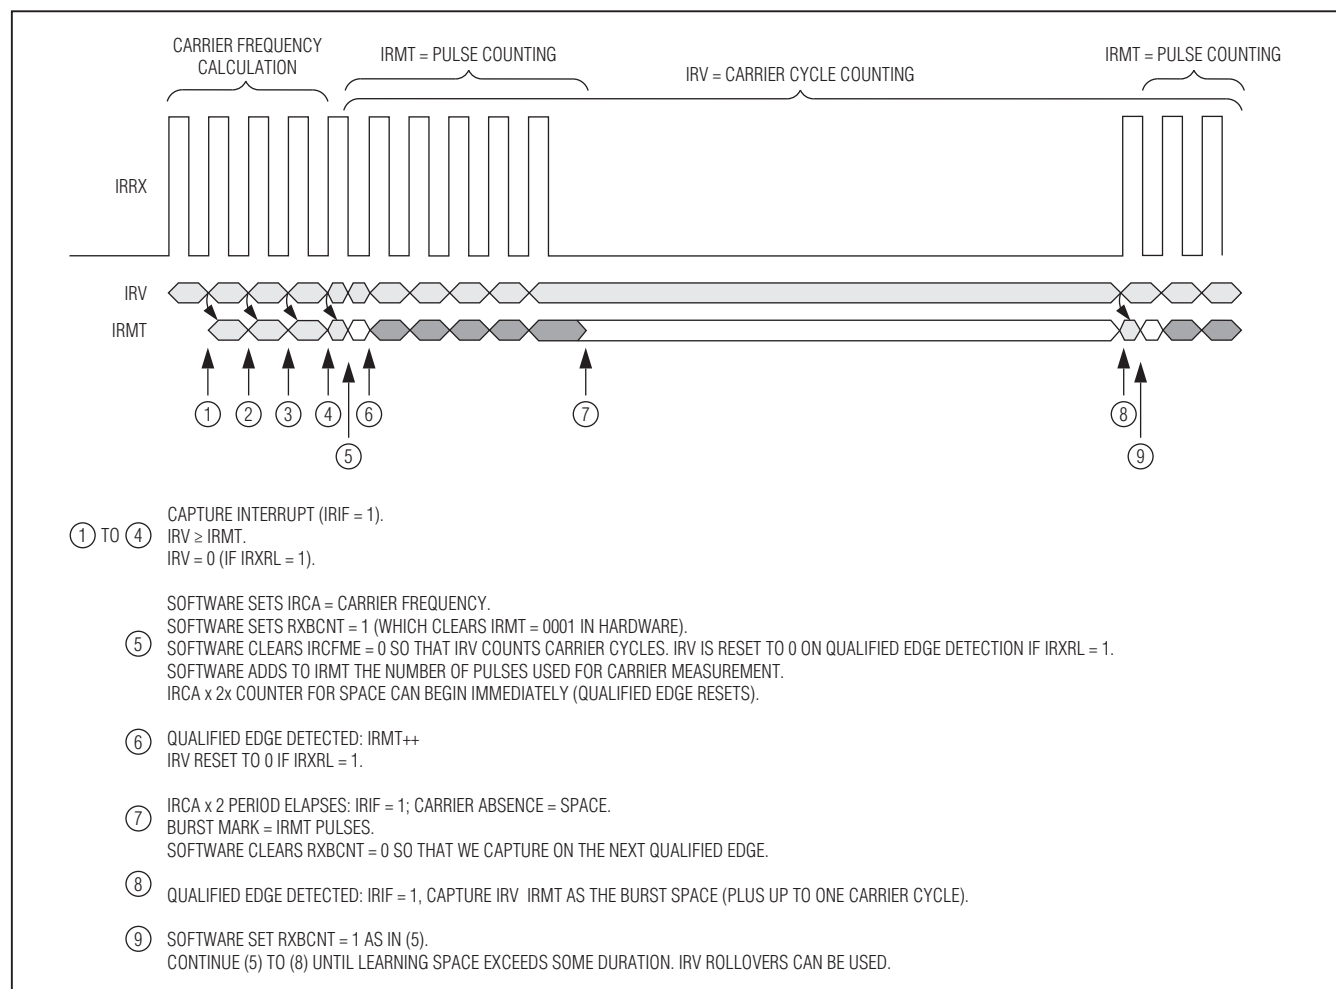 CARRIER FREQUENCY
CALCULATION
IRMT = PULSE COUNTING
IRV = CARRIER CYCLE COUNTING
IRMT = PULSE COUNTING
IRRX
IRV
IRMT
1
2
3
4
6
7
8
5
9
1 TO 4
CAPTURE INTERRUPT (IRIF = 1).
IRV ≥ IRMT.
IRV = 0 (IF IRXRL = 1).
5
SOFTWARE SETS IRCA = CARRIER FREQUENCY.
SOFTWARE SETS RXBCNT = 1 (WHICH CLEARS IRMT = 0001 IN HARDWARE).
SOFTWARE CLEARS IRCFME = 0 SO THAT IRV COUNTS CARRIER CYCLES. IRV IS RESET TO 0 ON QUALIFIED EDGE DETECTION IF IRXRL = 1.
SOFTWARE ADDS TO IRMT THE NUMBER OF PULSES USED FOR CARRIER MEASUREMENT.
IRCA x 2x COUNTER FOR SPACE CAN BEGIN IMMEDIATELY (QUALIFIED EDGE RESETS).
6
QUALIFIED EDGE DETECTED: IRMT++
IRV RESET TO 0 IF IRXRL = 1.
7
IRCA x 2 PERIOD ELAPSES: IRIF = 1; CARRIER ABSENCE = SPACE.
BURST MARK = IRMT PULSES.
SOFTWARE CLEARS RXBCNT = 0 SO THAT WE CAPTURE ON THE NEXT QUALIFIED EDGE.
8
QUALIFIED EDGE DETECTED: IRIF = 1, CAPTURE IRV IRMT AS THE BURST SPACE (PLUS UP TO ONE CARRIER CYCLE).
9
SOFTWARE SET RXBCNT = 1 AS IN (5).
CONTINUE (5) TO (8) UNTIL LEARNING SPACE EXCEEDS SOME DURATION. IRV ROLLOVERS CAN BE USED.